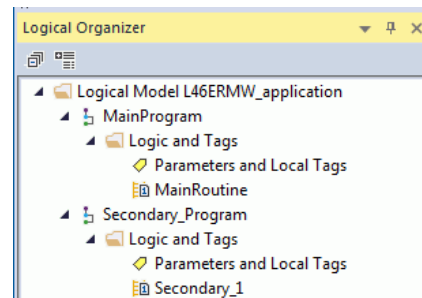 Logical Organizer
Logical Model L46ERMW_application
MainProgram
Logic and Tags
Parameters and Local Tags
MainRoutine
Secondary_Program
Logic and Tags
Parameters and Local Tags
Secondary_1